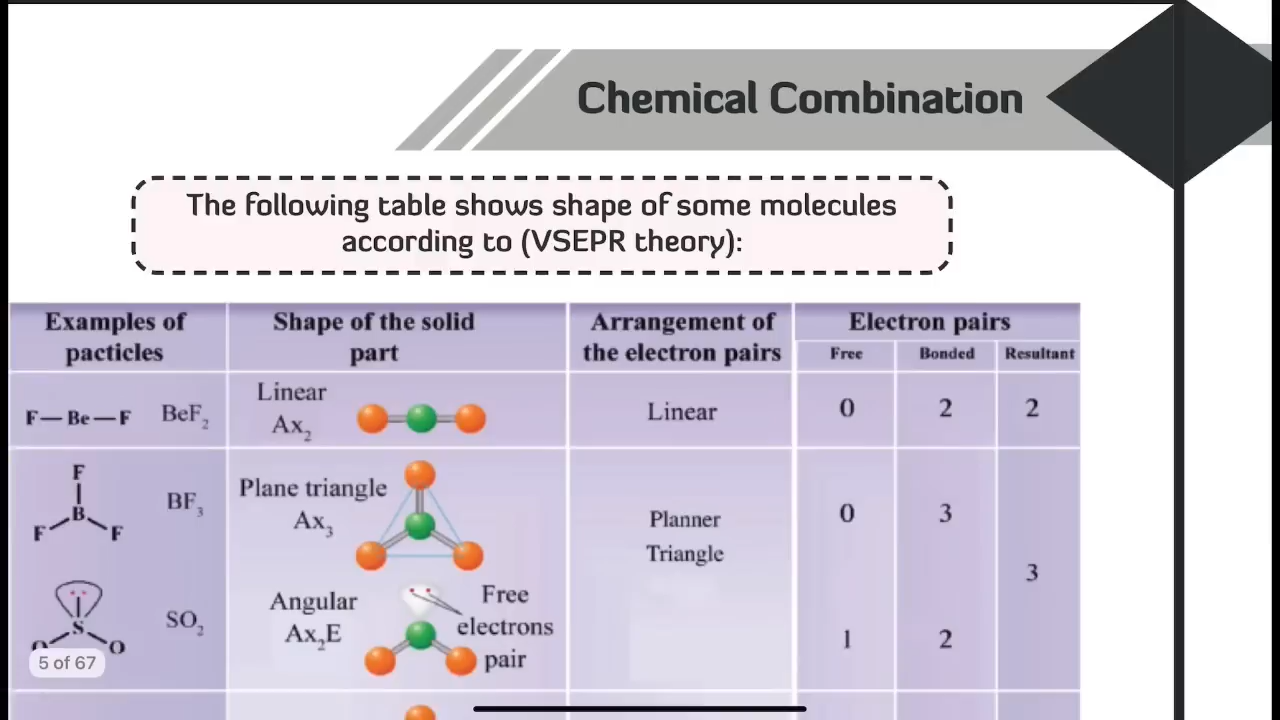 Chemical Combination
The following table shows shape of some molecules
according to (VSEPR theory):
Examples of
pacticles
Shape of the solid
part
Arrangement of
the electron pairs
Electron pairs
Free
Bonded
Resultant
F—Be—F
BeF2
Linear
Ax2
Linear
0
2
2
F
B
F
F
BF3
Plane triangle
Ax3
Planner
Triangle
0
3
3
S
O
O
SO2
Angular
Ax2E
Free
electrons
pair
1
2
5 of 67